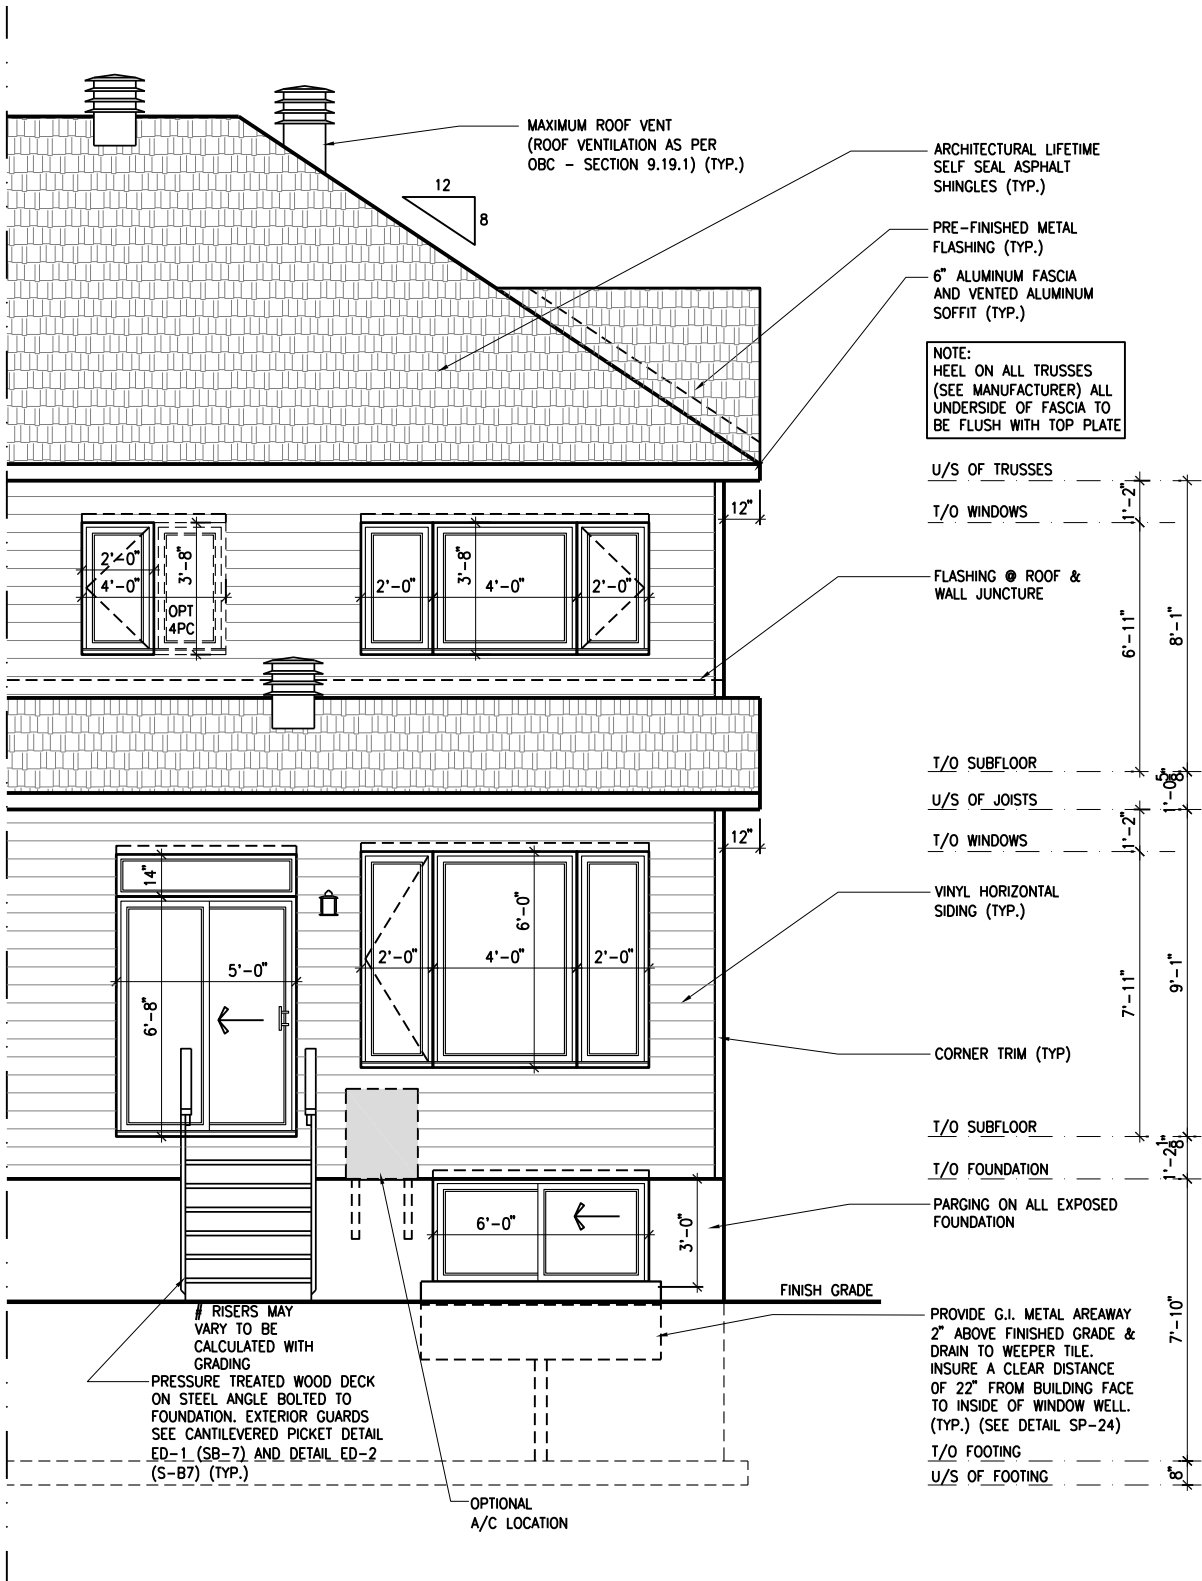 MAXIMUM ROOF VENT
(ROOF VENTILATION AS PER
OBC - SECTION 9.19.1) (TYP.)
12
8
ARCHITECTURAL LIFETIME
SELF SEAL ASPHALT
SHINGLES (TYP.)
PRE-FINISHED METAL
FLASHING (TYP.)
6" ALUMINUM FASCIA
AND VENTED ALUMINUM
SOFFIT (TYP.)
NOTE:
HEEL ON ALL TRUSSES
(SEE MANUFACTURER) ALL
UNDERSIDE OF FASCIA TO
BE FLUSH WITH TOP PLATE
U/S OF TRUSSES
T/O WINDOWS
1'-2"
12"
2'-0"
4'-0"
3'-8"
OPT
4PC
2'-0"
3'-8"
4'-0"
2'-0"
FLASHING @ ROOF &
WALL JUNCTURE
6'-11"
8'-1"
T/O SUBFLOOR
1'-0 5/8"
U/S OF JOISTS
T/O WINDOWS
1'-2"
12"
14"
5'-0"
6'-8"
6'-0"
2'-0"
4'-0"
2'-0"
VINYL HORIZONTAL
SIDING (TYP.)
7'-11"
9'-1"
CORNER TRIM (TYP)
T/O SUBFLOOR
1'-2 1/8"
T/O FOUNDATION
PARGING ON ALL EXPOSED
FOUNDATION
6'-0"
3'-0"
FINISH GRADE
# RISERS MAY
VARY TO BE
CALCULATED WITH
GRADING
PRESSURE TREATED WOOD DECK
ON STEEL ANGLE BOLTED TO
FOUNDATION. EXTERIOR GUARDS
SEE CANTILEVERED PICKET DETAIL
ED-1 (SB-7) AND DETAIL ED-2
(S-B7) (TYP.)
PROVIDE G.I. METAL AREAWAY
2" ABOVE FINISHED GRADE &
DRAIN TO WEEPER TILE.
INSURE A CLEAR DISTANCE
OF 22" FROM BUILDING FACE
TO INSIDE OF WINDOW WELL.
(TYP.) (SEE DETAIL SP-24)
7'-10"
T/O FOOTING
U/S OF FOOTING
8"
OPTIONAL
A/C LOCATION